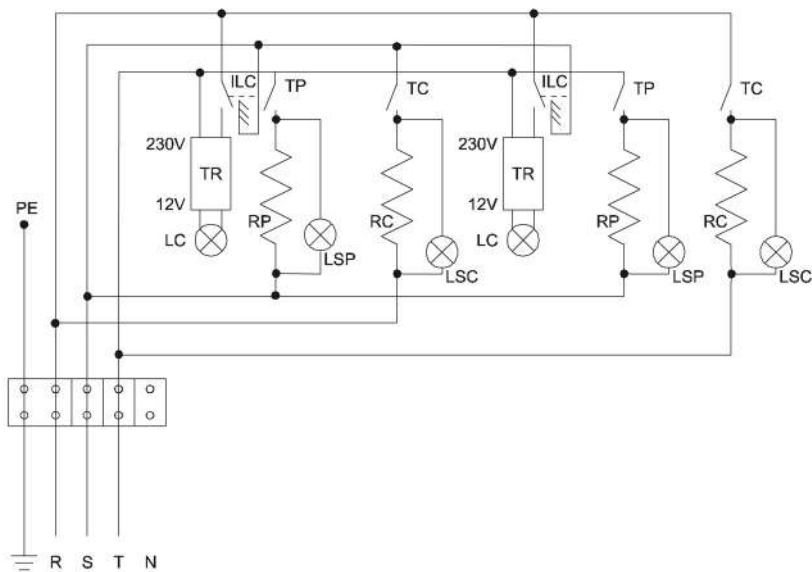 ILC TP TC ILC TP TC
230V 230V
TR TR
12V 12V
PE RP RC RP RC
LC LC
LSP LSP
LSC LSC
R S T N